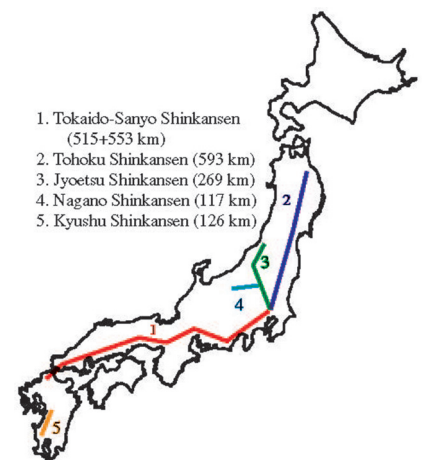 1. Tokaido-Sanyo Shinkansen
(515+553 km)
2. Tohoku Shinkansen (593 km)
3. Jyoetsu Shinkansen (269 km)
4. Nagano Shinkansen (117 km)
5. Kyushu Shinkansen (126 km)
2
3
4
1
5